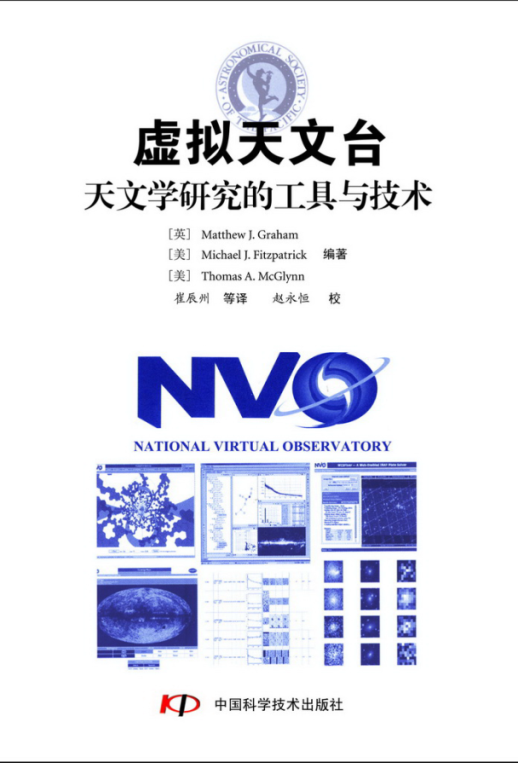 ASTRONOMICAL SOCIETY OF THE PACIFIC
虚拟天文台
天文学研究的工具与技术
[英] Matthew J. Graham
[美] Michael J. Fitzpatrick 编著
[美] Thomas A. McGlynn
崔辰州 等译 赵永恒 校
NVO
NATIONAL VIRTUAL OBSERVATORY
中国科学技术出版社